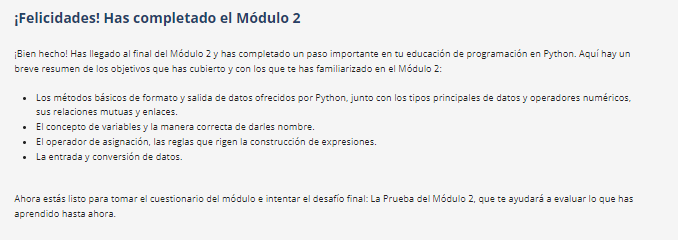 ¡Felicidades! Has completado el Módulo 2
¡Bien hecho! Has llegado al final del Módulo 2 y has completado un paso importante en tu educación de programación en Python. Aquí hay un
breve resumen de los objetivos que has cubierto y con los que te has familiarizado en el Módulo 2:
• Los métodos básicos de formato y salida de datos ofrecidos por Python, junto con los tipos principales de datos y operadores numéricos,
sus relaciones mutuas y enlaces.
• El concepto de variables y la manera correcta de darles nombre.
• El operador de asignación, las reglas que rigen la construcción de expresiones.
• La entrada y conversión de datos.
Ahora estás listo para tomar el cuestionario del módulo e intentar el desafío final: La Prueba del Módulo 2, que te ayudará a evaluar lo que has
aprendido hasta ahora.